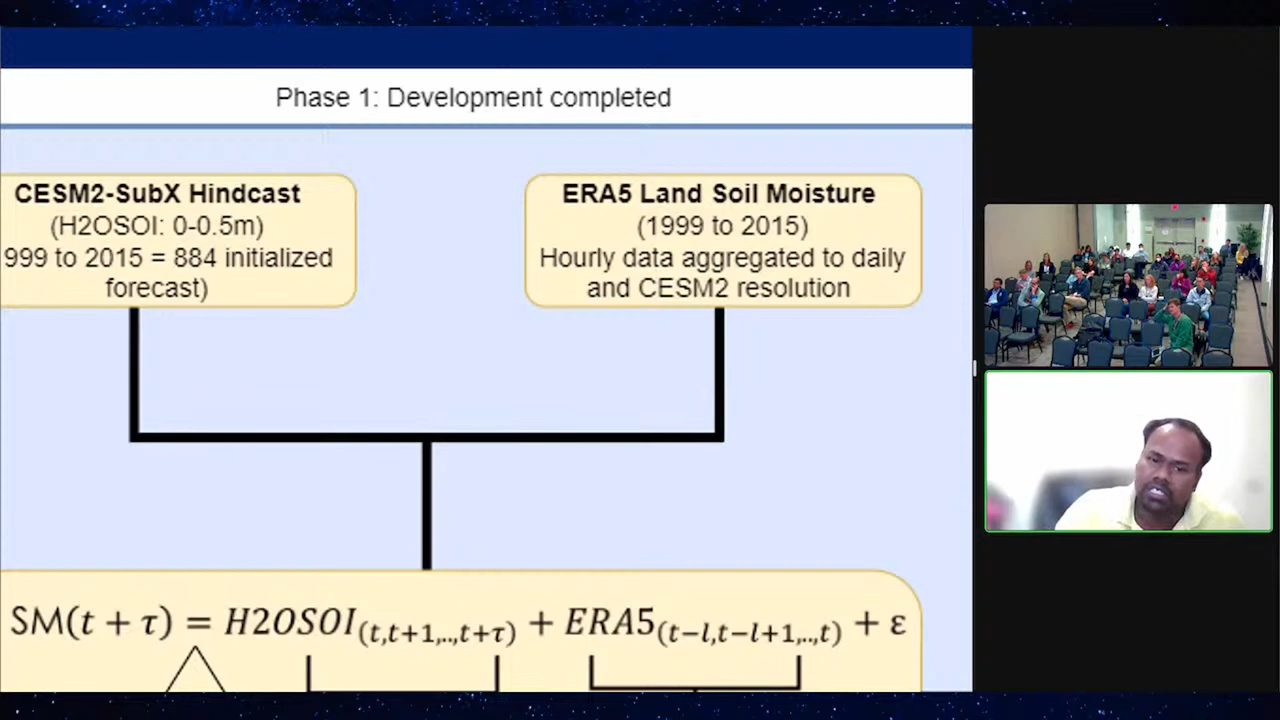 Phase 1: Development completed
CESM2-SubX Hindcast
(H2OSOI: 0-0.5m)
999 to 2015 = 884 initialized
forecast)
ERA5 Land Soil Moisture
(1999 to 2015)
Hourly data aggregated to daily
and CESM2 resolution
SM(t + τ) = H2OSOI(t,t+1,..,t+τ) + ERA5(t−l,t−l+1,..,t) + ε